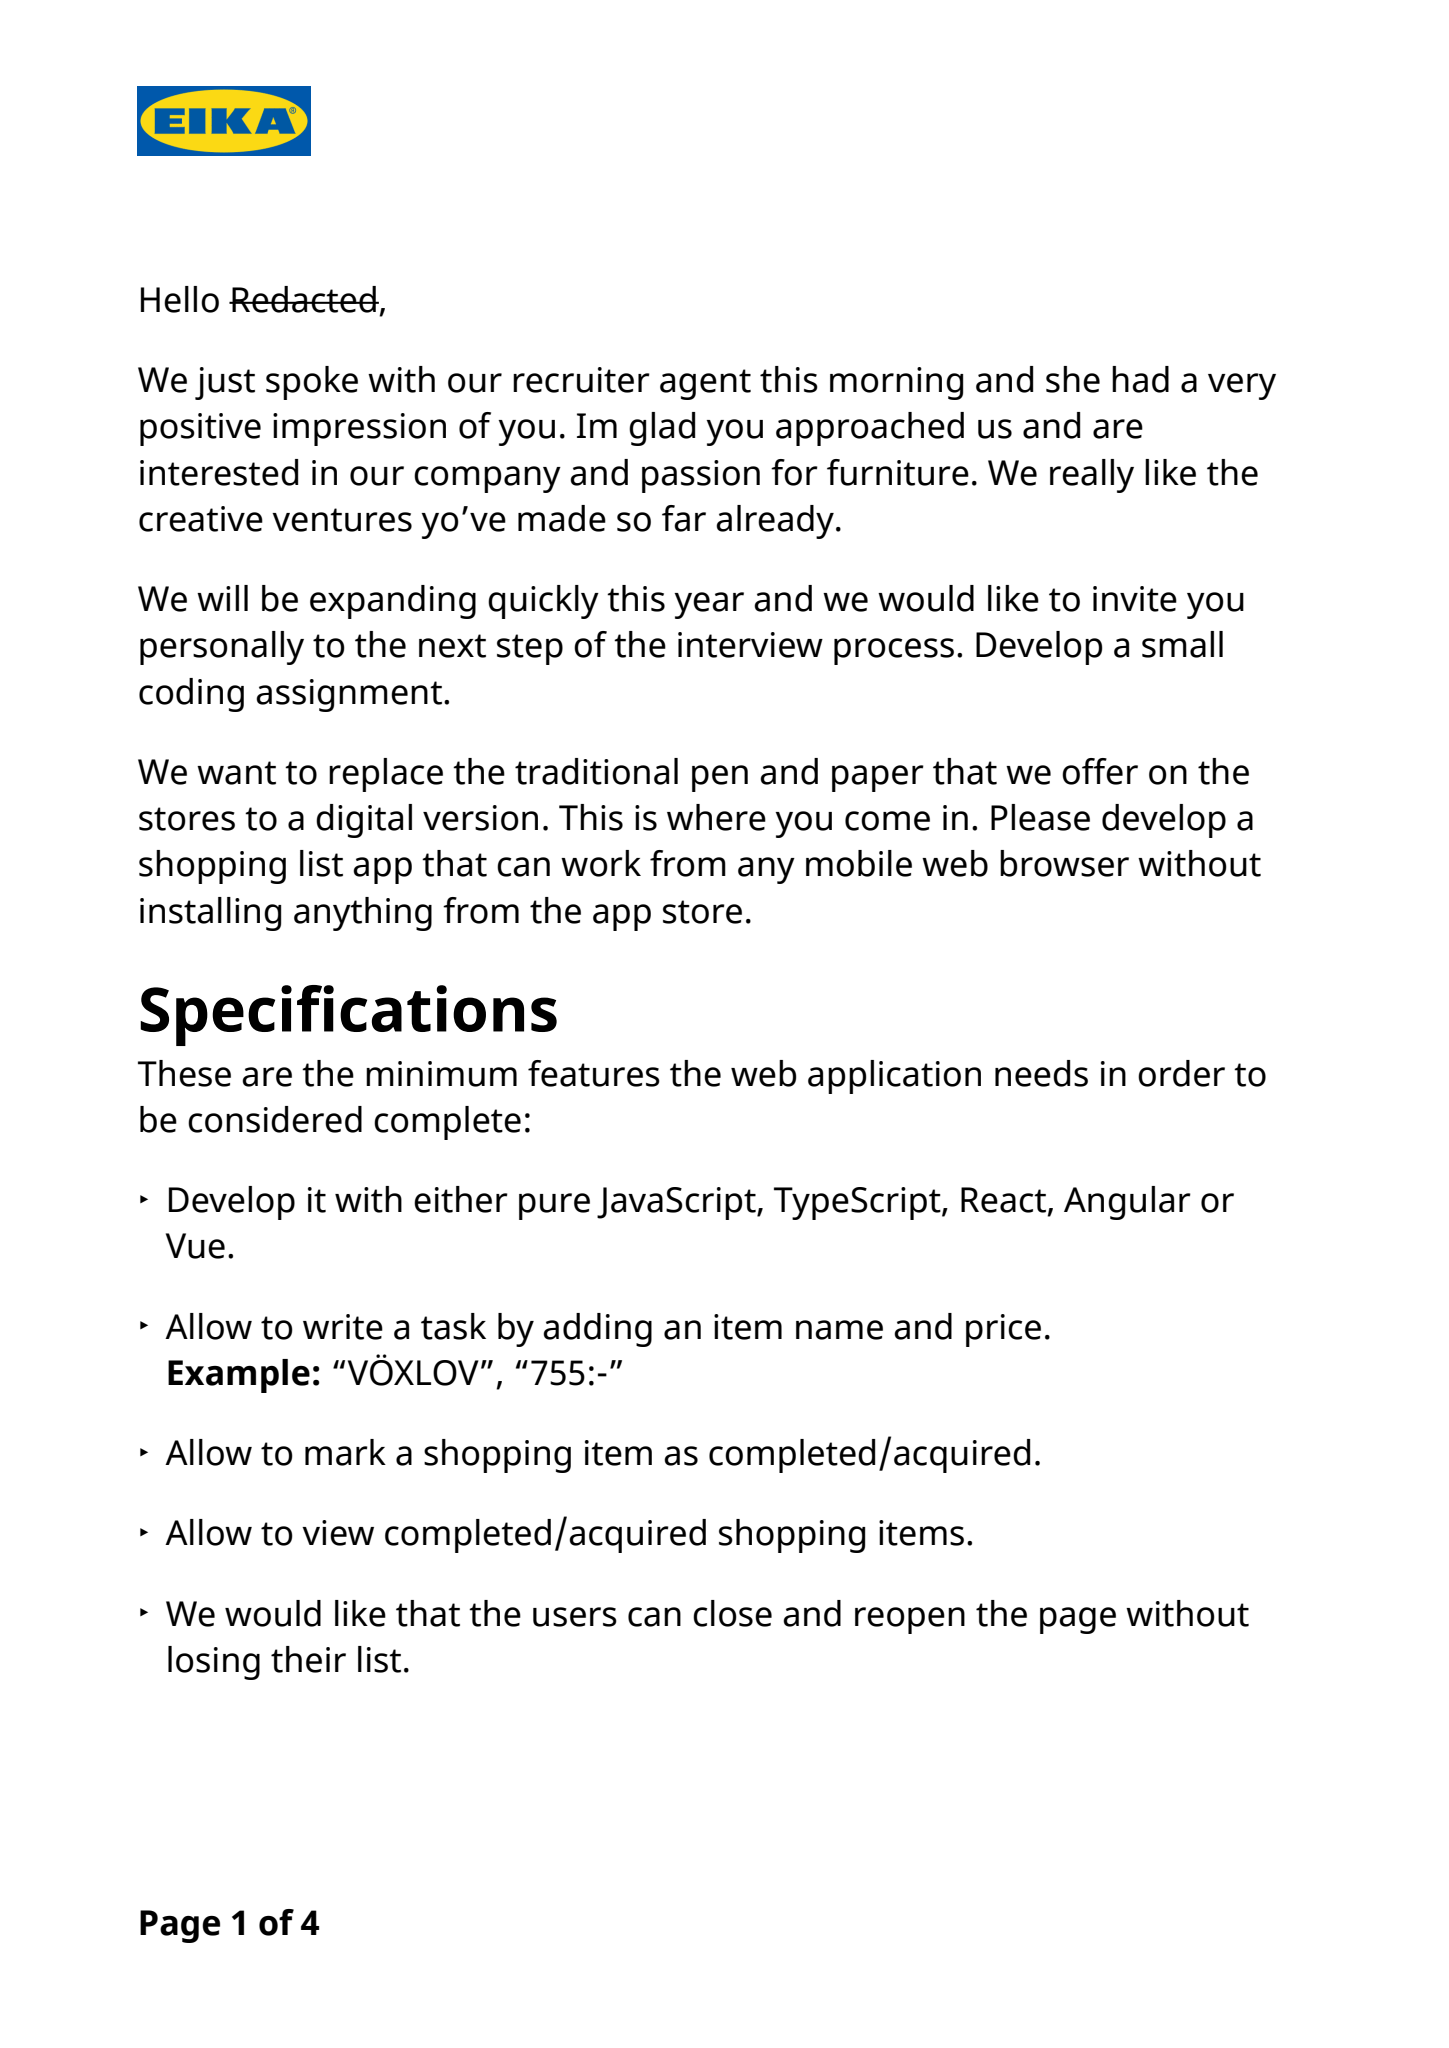 EIKA®
Hello Redacted,
We just spoke with our recruiter agent this morning and she had a very
positive impression of you. Im glad you approached us and are
interested in our company and passion for furniture. We really like the
creative ventures yo’ve made so far already.
We will be expanding quickly this year and we would like to invite you
personally to the next step of the interview process. Develop a small
coding assignment.
We want to replace the traditional pen and paper that we offer on the
stores to a digital version. This is where you come in. Please develop a
shopping list app that can work from any mobile web browser without
installing anything from the app store.
Specifications
These are the minimum features the web application needs in order to
be considered complete:
‣ Develop it with either pure JavaScript, TypeScript, React, Angular or
Vue.
‣ Allow to write a task by adding an item name and price.
Example: “VÖXLOV”, “755:-”
‣ Allow to mark a shopping item as completed/acquired.
‣ Allow to view completed/acquired shopping items.
‣ We would like that the users can close and reopen the page without
losing their list.
Page 1 of 4